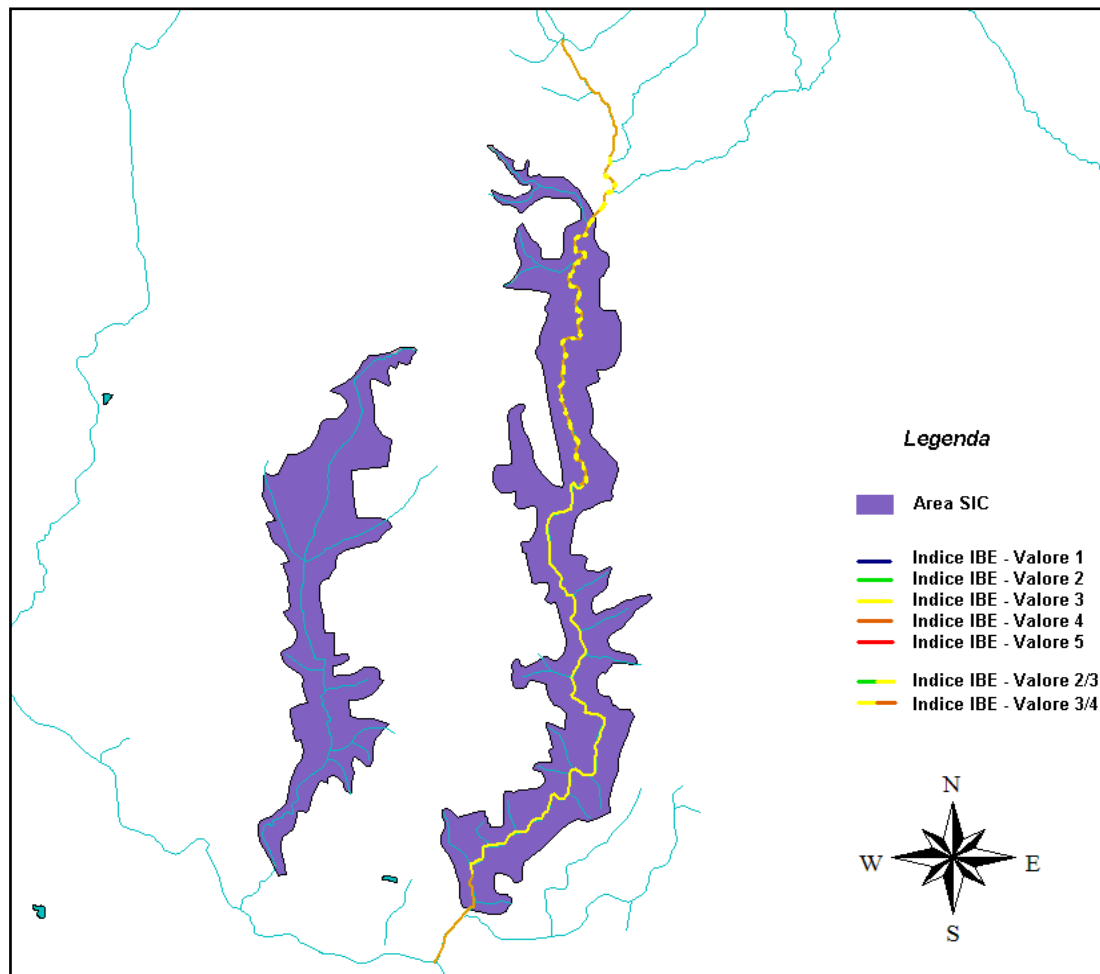 Legenda
Area SIC
Indice IBE - Valore 1
Indice IBE - Valore 2
Indice IBE - Valore 3
Indice IBE - Valore 4
Indice IBE - Valore 5
Indice IBE - Valore 2/3
Indice IBE - Valore 3/4
N
W E
S